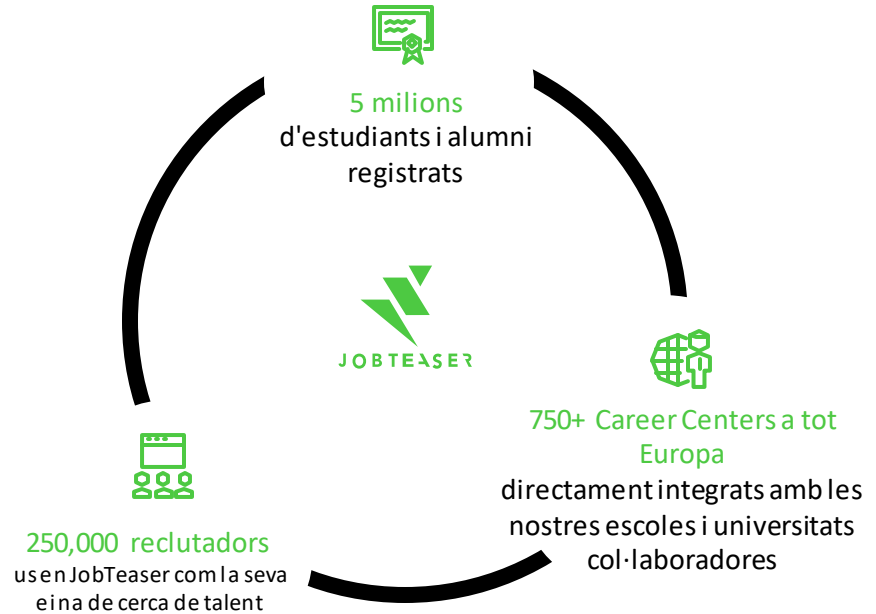 5 milions
d'estudiants i alumni
registrats
JOBTEASER
750+ Career Centers a tot
Europa
directament integrats amb les
nostres escoles i universitats
col·laboradores
250,000 reclutadors
usen JobTeaser com la seva
eina de cerca de talent